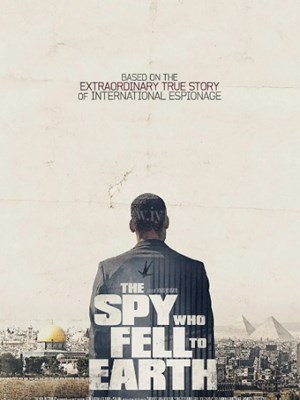 BASED ON THE
EXTRAORDINARY TRUE STORY
OF INTERNATIONAL ESPIONAGE
THE
SPY WHO
FELL TO
EARTH